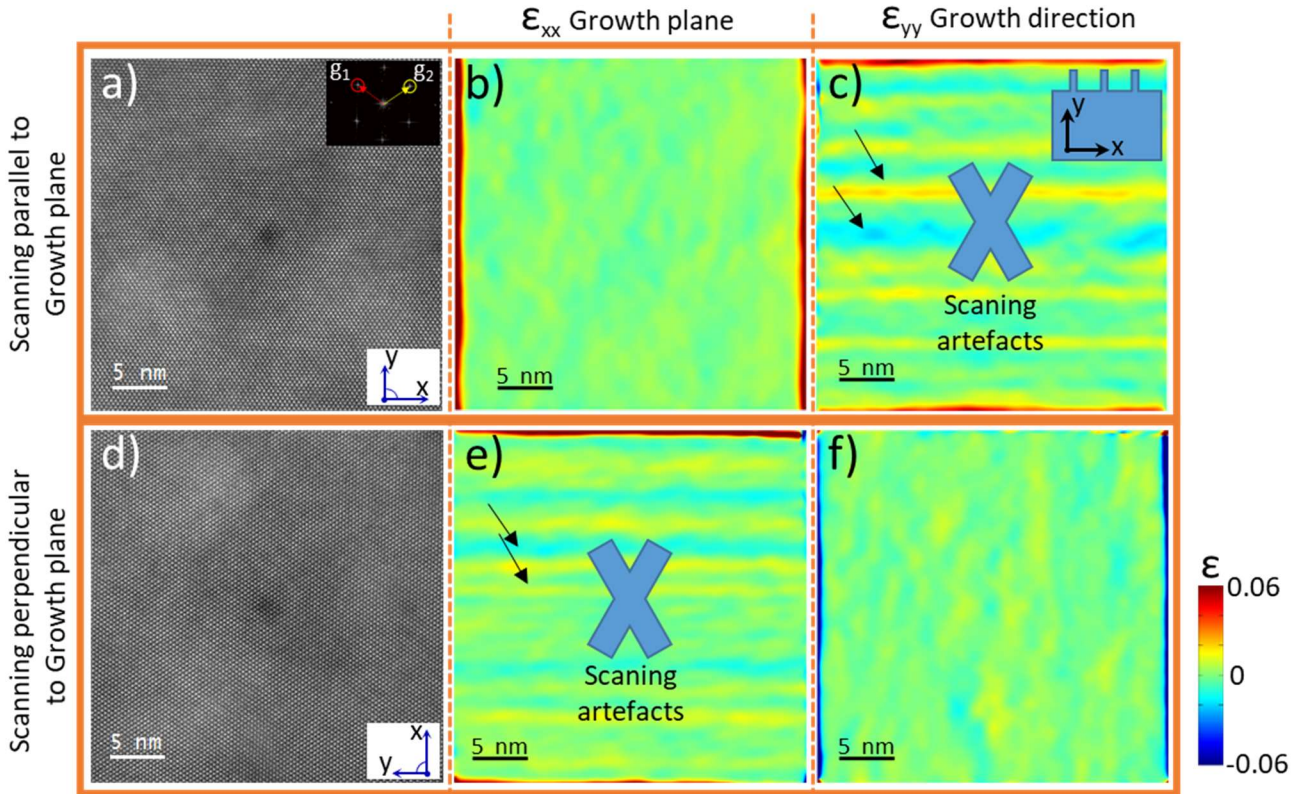 εxx Growth plane
εyy Growth direction
Scanning parallel to
Growth plane
a)
g1
g2
5 nm
y
x
b)
5 nm
c)
y
x
Scaning
artefacts
5 nm
Scanning perpendicular
to Growth plane
d)
5 nm
x
y
e)
Scaning
artefacts
5 nm
f)
5 nm
ε
0.06
0
-0.06